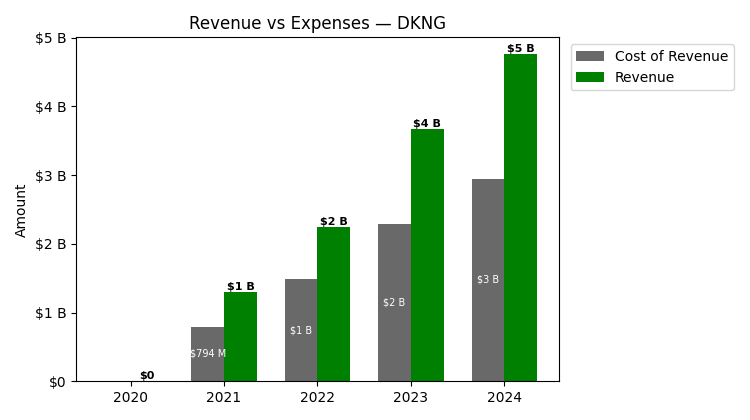 Revenue vs Expenses — DKNG
Cost of Revenue
Revenue
Amount
$5 B
$4 B
$3 B
$2 B
$1 B
$0
$0
$794 M
$1 B
$1 B
$2 B
$2 B
$4 B
$3 B
$5 B
2020 2021 2022 2023 2024